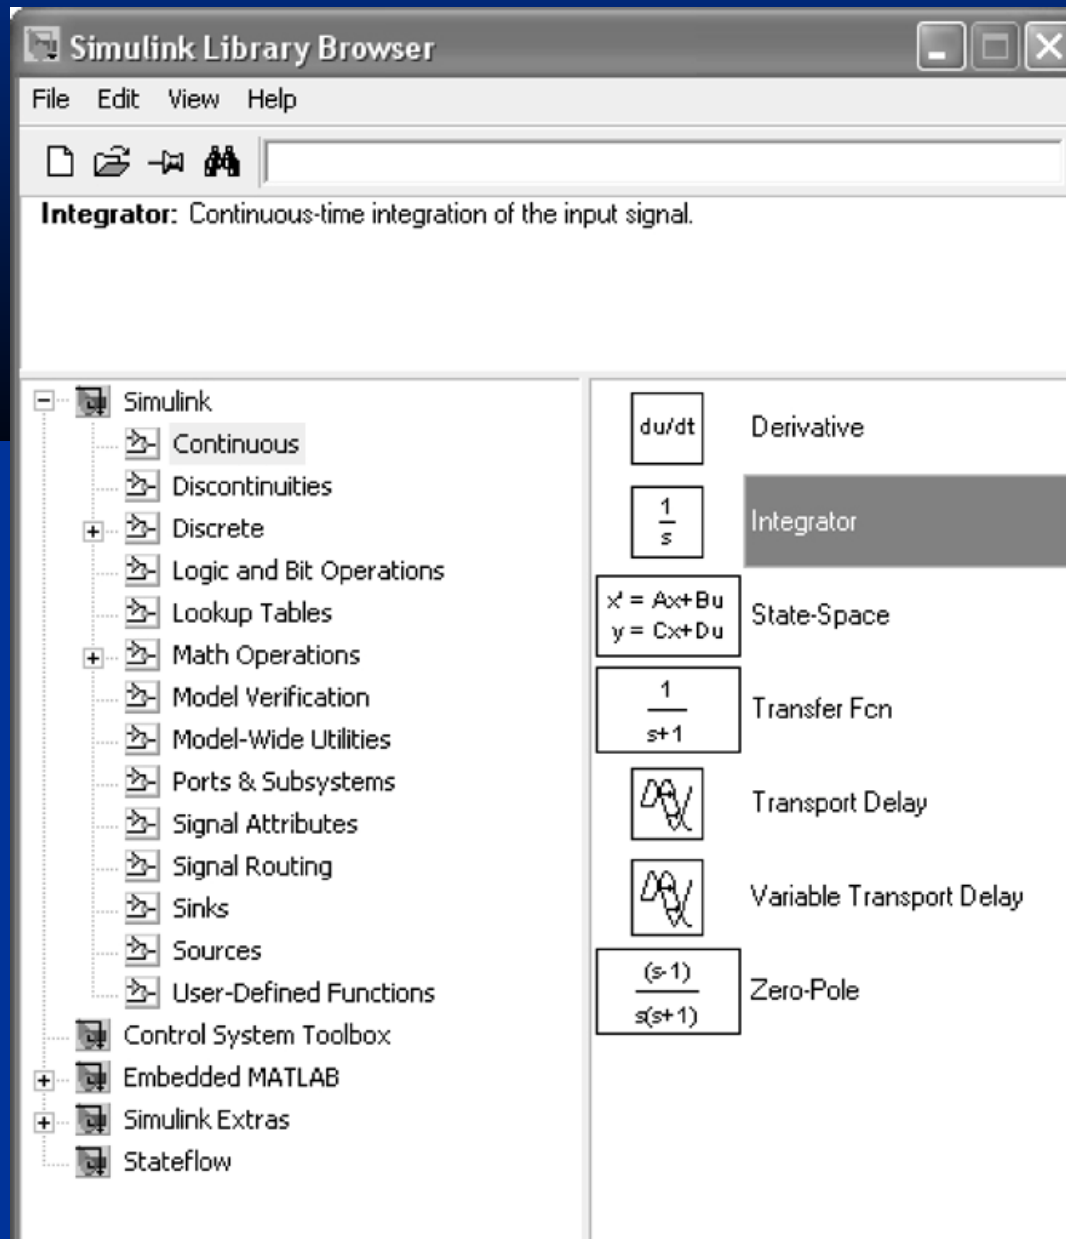 Simulink Library Browser
File Edit View Help
Integrator: Continuous-time integration of the input signal.
Simulink
Continuous
Discontinuities
Discrete
Logic and Bit Operations
Lookup Tables
Math Operations
Model Verification
Model-Wide Utilities
Ports & Subsystems
Signal Attributes
Signal Routing
Sinks
Sources
User-Defined Functions
Control System Toolbox
Embedded MATLAB
Simulink Extras
Stateflow
du/dt Derivative
1
s
Integrator
x' = Ax+Bu
y = Cx+Du
State-Space
1
s+1
Transfer Fcn
Transport Delay
Variable Transport Delay
(s-1)
s(s+1)
Zero-Pole